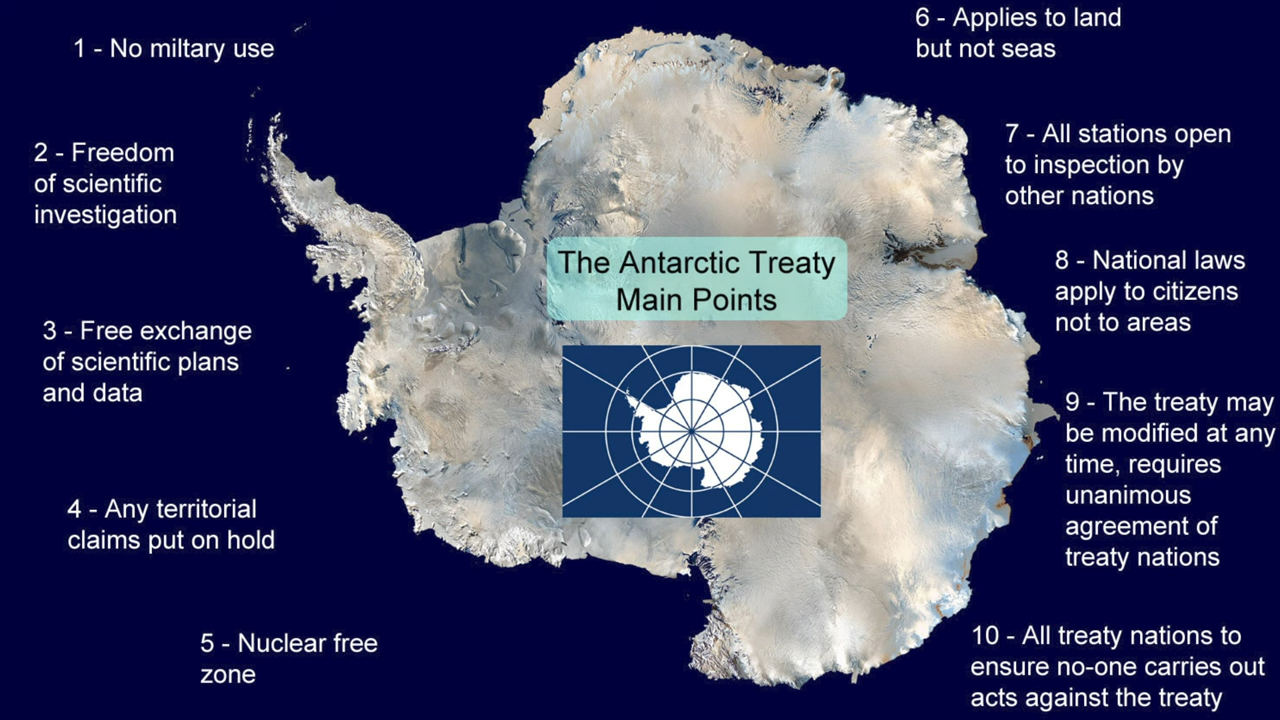 The Antarctic Treaty
Main Points
1 - No miltary use
2 - Freedom
of scientific
investigation
3 - Free exchange
of scientific plans
and data
4 - Any territorial
claims put on hold
5 - Nuclear free
zone
6 - Applies to land
but not seas
7 - All stations open
to inspection by
other nations
8 - National laws
apply to citizens
not to areas
9 - The treaty may
be modified at any
time, requires
unanimous
agreement of
treaty nations
10 - All treaty nations to
ensure no-one carries out
acts against the treaty